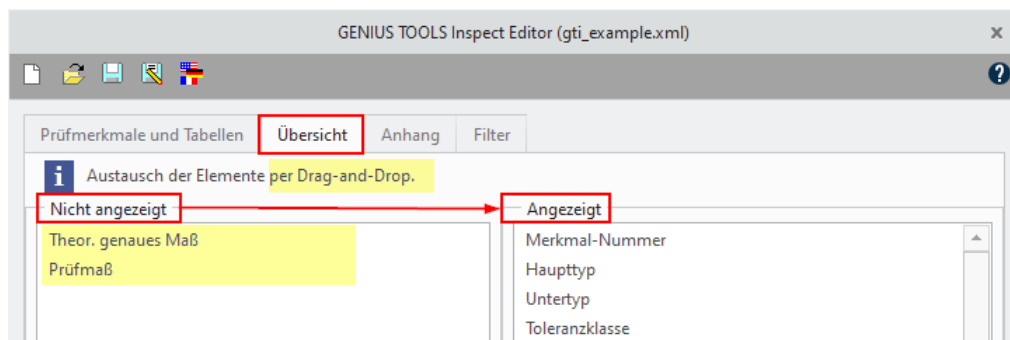 GENIUS TOOLS Inspect Editor (gti_example.xml)
Prüfmerkmale und Tabellen Übersicht Anhang Filter
i Austausch der Elemente per Drag-and-Drop.
Nicht angezeigt Angezeigt
Theor. genaues Maß Merkmal-Nummer
Prüfmaß Haupttyp
Untertyp
Toleranzklasse